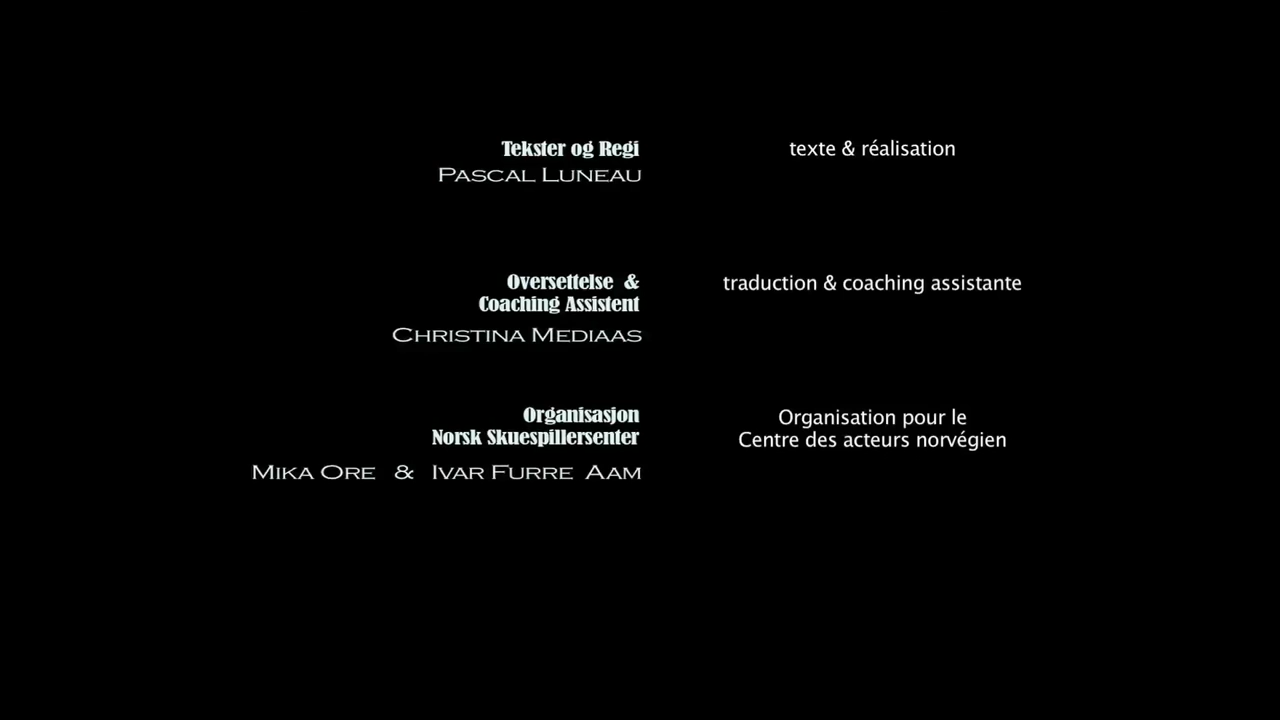 Tekster og Regi
texte & réalisation
PASCAL LUNEAU
Oversettelse &
traduction & coaching assistante
Coaching Assistent
CHRISTINA MEDIAAS
Organisasjon
Organisation pour le
Norsk Skuespillersenter
Centre des acteurs norvégien
MIKA ORE & IVAR FURRE AAM